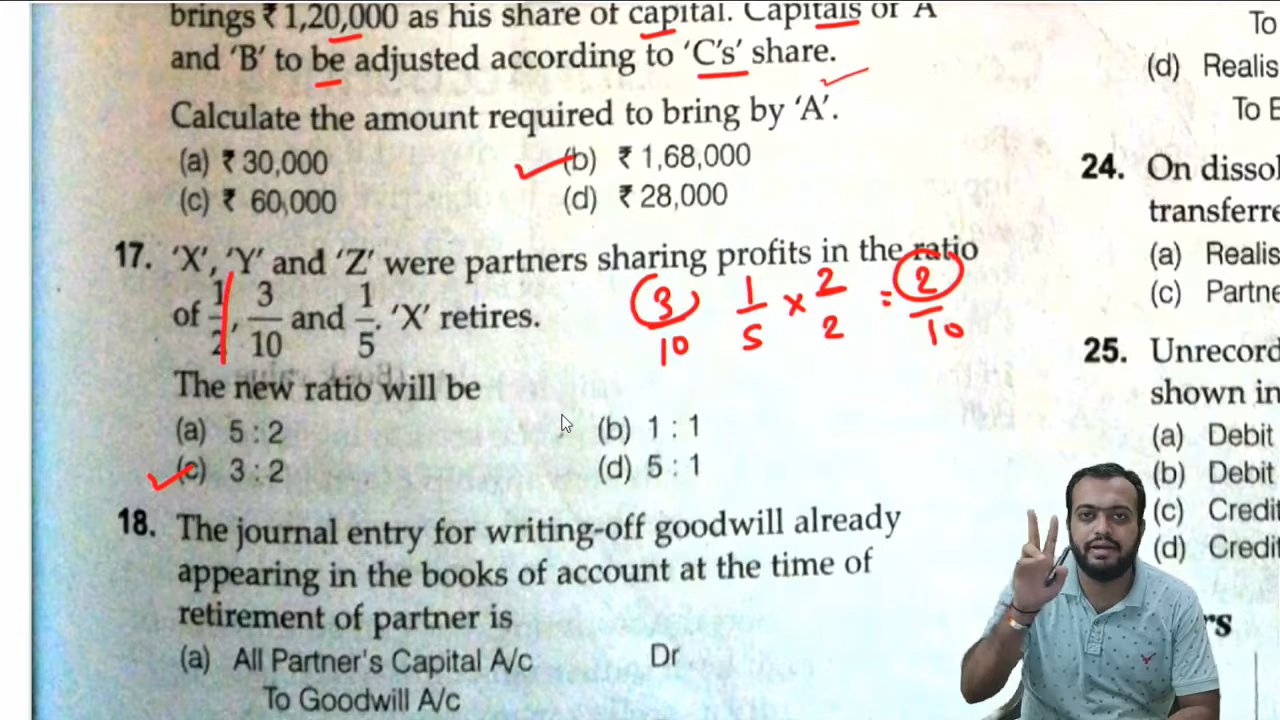 brings ₹ 1,20,000 as his share of capital. Capitals of A
and 'B' to be adjusted according to 'C's' share.
Calculate the amount required to bring by 'A'.
(a) ₹ 30,000
(b) ₹ 1,68,000
(c) ₹ 60,000
(d) ₹ 28,000
17. 'X', 'Y' and 'Z' were partners sharing profits in the ratio
of 1/2, 3/10 and 1/5. 'X' retires.
3/10 1/5 × 2/2 = 2/10
The new ratio will be
(a) 5 : 2
(b) 1 : 1
(c) 3 : 2
(d) 5 : 1
18. The journal entry for writing-off goodwill already
appearing in the books of account at the time of
retirement of partner is
(a) All Partner's Capital A/c Dr
To Goodwill A/c
To
(d) Realis
To
24. On dissol
transferre
(a) Realis
(c) Partne
25. Unrecord
shown in
(a) Debit
(b) Debit
(c) Credit
(d) Credit
rs